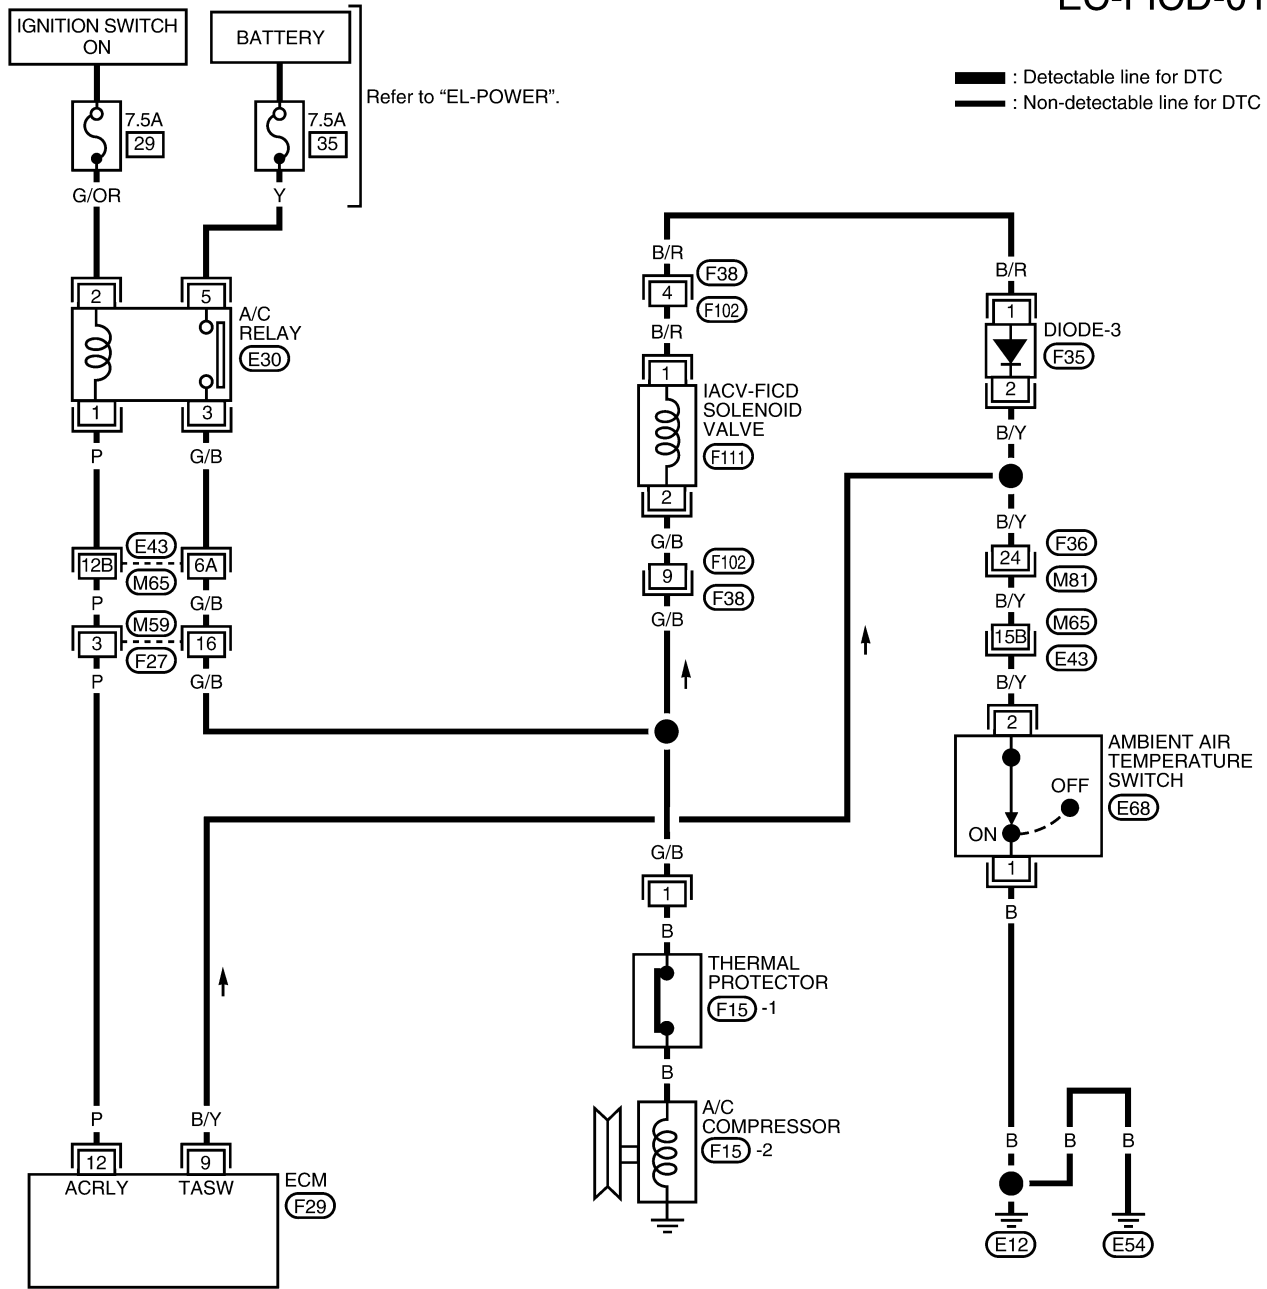 EC-FICD-01
IGNITION SWITCH
ON
BATTERY
Refer to “EL-POWER”.
: Detectable line for DTC
: Non-detectable line for DTC
7.5A
29
7.5A
35
G/OR
Y
2
5
A/C
RELAY
E30
1
3
P
G/B
E43
12B
6A
M65
P
G/B
M59
3
16
F27
P
G/B
B/R
F38
4
F102
B/R
1
IACV-FICD
SOLENOID
VALVE
F111
2
G/B
F102
9
F38
G/B
B/R
1
DIODE-3
F35
2
B/Y
B/Y
F36
24
M81
B/Y
M65
15B
E43
B/Y
2
AMBIENT AIR
TEMPERATURE
SWITCH
E68
OFF
ON
1
B
G/B
1
B
THERMAL
PROTECTOR
F15 -1
B
A/C
COMPRESSOR
F15 -2
P
B/Y
12
9
ACRLY
TASW
ECM
F29
B
B
B
E12
E54